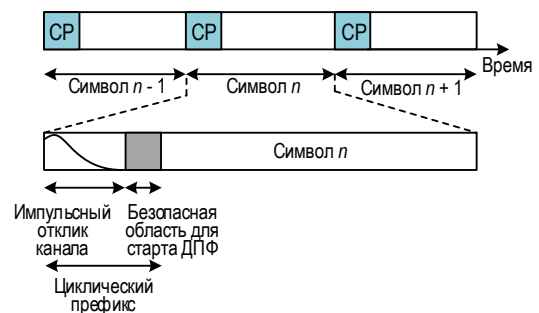 CP CP CP
Время
Символ n - 1 Символ n Символ n + 1
Символ n
Импульсный
отклик
канала
Безопасная
область для
старта ДПФ
Циклический
префикс